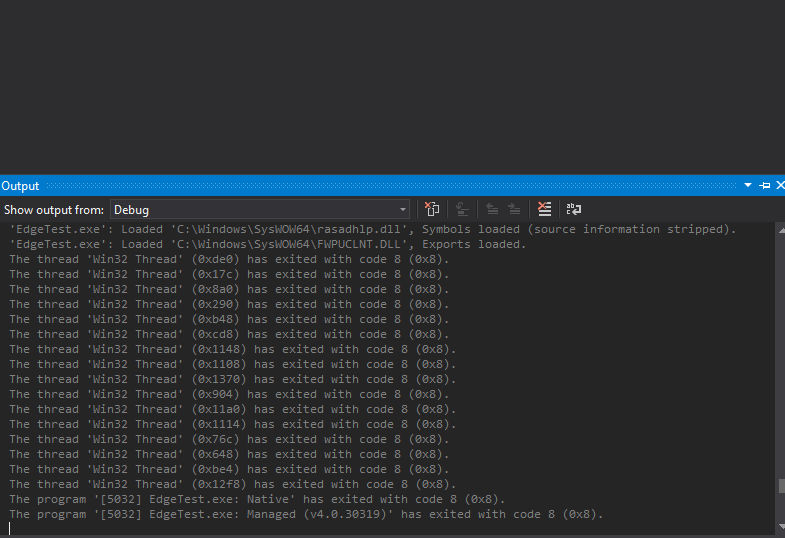 Output
Show output from: Debug
'EdgeTest.exe': Loaded 'C:\Windows\SysWOW64\rasadhlp.dll', Symbols loaded (source information stripped).
'EdgeTest.exe': Loaded 'C:\Windows\SysWOW64\FWPUCLNT.DLL', Exports loaded.
The thread 'Win32 Thread' (0xde0) has exited with code 8 (0x8).
The thread 'Win32 Thread' (0x17c) has exited with code 8 (0x8).
The thread 'Win32 Thread' (0x8a0) has exited with code 8 (0x8).
The thread 'Win32 Thread' (0x290) has exited with code 8 (0x8).
The thread 'Win32 Thread' (0xb48) has exited with code 8 (0x8).
The thread 'Win32 Thread' (0xcd8) has exited with code 8 (0x8).
The thread 'Win32 Thread' (0x1148) has exited with code 8 (0x8).
The thread 'Win32 Thread' (0x1108) has exited with code 8 (0x8).
The thread 'Win32 Thread' (0x1370) has exited with code 8 (0x8).
The thread 'Win32 Thread' (0x904) has exited with code 8 (0x8).
The thread 'Win32 Thread' (0x11a0) has exited with code 8 (0x8).
The thread 'Win32 Thread' (0x1114) has exited with code 8 (0x8).
The thread 'Win32 Thread' (0x76c) has exited with code 8 (0x8).
The thread 'Win32 Thread' (0x648) has exited with code 8 (0x8).
The thread 'Win32 Thread' (0xbe4) has exited with code 8 (0x8).
The thread 'Win32 Thread' (0x12f8) has exited with code 8 (0x8).
The program '[5032] EdgeTest.exe: Native' has exited with code 8 (0x8).
The program '[5032] EdgeTest.exe: Managed (v4.0.30319)' has exited with code 8 (0x8).